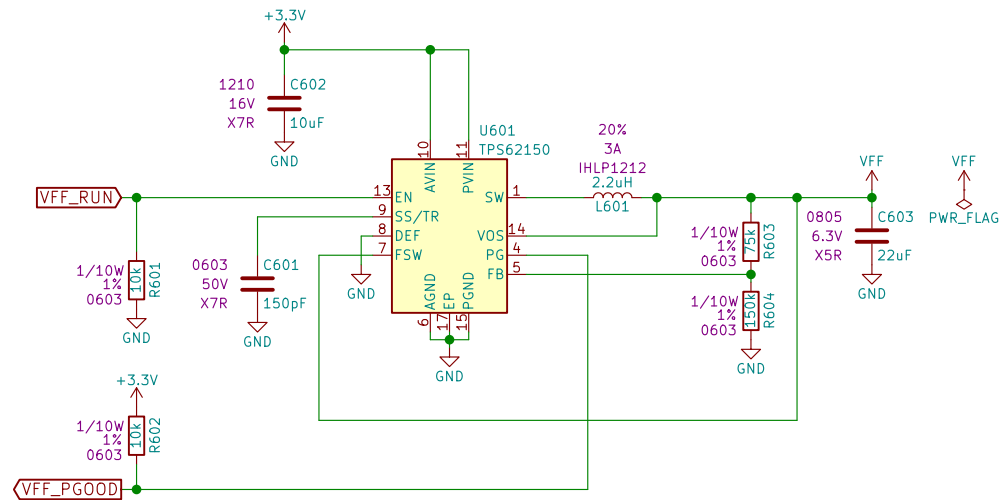 +3.3V
1210
16V
X7R
C602
10uF
GND
U601
TPS62150
10
AVIN
11
PVIN
13
EN
9
SS/TR
8
DEF
7
FSW
SW
1
VOS
14
PG
4
FB
5
AGND
6
EP
17
PGND
15
GND
VFF_RUN
1/10W
1%
0603
10k
R601
GND
0603
50V
X7R
C601
150pF
GND
GND
20%
3A
IHLP1212
2.2uH
L601
1/10W
1%
0603
75k
R603
1/10W
1%
0603
150k
R604
GND
VFF
0805
6.3V
X5R
C603
22uF
GND
VFF
PWR_FLAG
+3.3V
1/10W
1%
0603
10k
R602
VFF_PGOOD